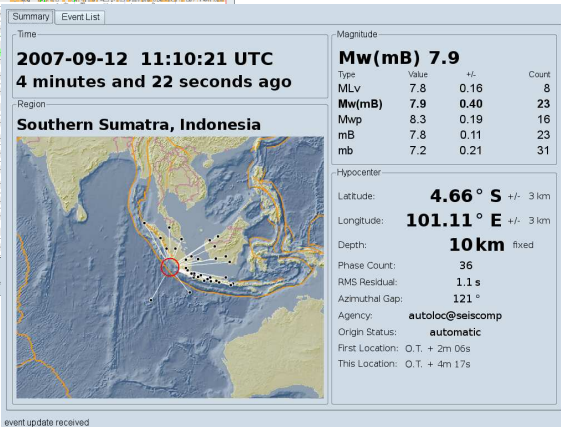 Summary Event List
Time
2007-09-12 11:10:21 UTC
4 minutes and 22 seconds ago
Region
Southern Sumatra, Indonesia
Magnitude
Mw(mB) 7.9
Type Value +/- Count
MLv 7.8 0.16 8
Mw(mB) 7.9 0.40 23
Mwp 8.3 0.19 16
mB 7.8 0.11 23
mb 7.2 0.21 31
Hypocenter
Latitude: 4.66° S +/- 3 km
Longitude: 101.11° E +/- 3 km
Depth: 10 km fixed
Phase Count: 36
RMS Residual: 1.1 s
Azimuthal Gap: 121 °
Agency: autoloc@seiscomp
Origin Status: automatic
First Location: O.T. + 2m 06s
This Location: O.T. + 4m 17s
event update received